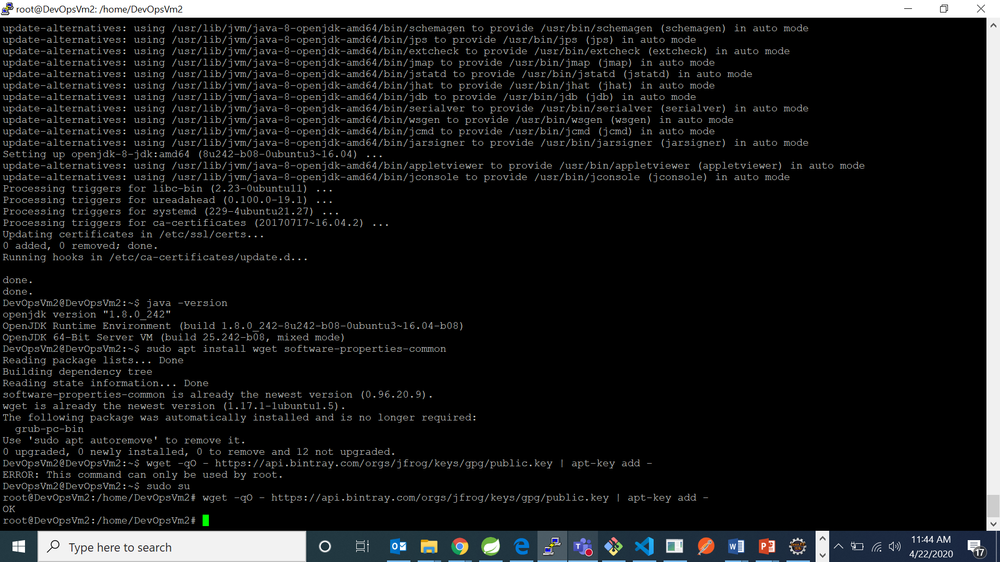 root@DevOpsVm2: /home/DevOpsVm2
update-alternatives: using /usr/lib/jvm/java-8-openjdk-amd64/bin/schemagen to provide /usr/bin/schemagen (schemagen) in auto mode
update-alternatives: using /usr/lib/jvm/java-8-openjdk-amd64/bin/jps to provide /usr/bin/jps (jps) in auto mode
update-alternatives: using /usr/lib/jvm/java-8-openjdk-amd64/bin/extcheck to provide /usr/bin/extcheck (extcheck) in auto mode
update-alternatives: using /usr/lib/jvm/java-8-openjdk-amd64/bin/jmap to provide /usr/bin/jmap (jmap) in auto mode
update-alternatives: using /usr/lib/jvm/java-8-openjdk-amd64/bin/jstatd to provide /usr/bin/jstatd (jstatd) in auto mode
update-alternatives: using /usr/lib/jvm/java-8-openjdk-amd64/bin/jhat to provide /usr/bin/jhat (jhat) in auto mode
update-alternatives: using /usr/lib/jvm/java-8-openjdk-amd64/bin/jdb to provide /usr/bin/jdb (jdb) in auto mode
update-alternatives: using /usr/lib/jvm/java-8-openjdk-amd64/bin/serialver to provide /usr/bin/serialver (serialver) in auto mode
update-alternatives: using /usr/lib/jvm/java-8-openjdk-amd64/bin/wsgen to provide /usr/bin/wsgen (wsgen) in auto mode
update-alternatives: using /usr/lib/jvm/java-8-openjdk-amd64/bin/jcmd to provide /usr/bin/jcmd (jcmd) in auto mode
update-alternatives: using /usr/lib/jvm/java-8-openjdk-amd64/bin/jarsigner to provide /usr/bin/jarsigner (jarsigner) in auto mode
Setting up openjdk-8-jdk:amd64 (8u242-b08-0ubuntu3~16.04) ...
update-alternatives: using /usr/lib/jvm/java-8-openjdk-amd64/bin/appletviewer to provide /usr/bin/appletviewer (appletviewer) in auto mode
update-alternatives: using /usr/lib/jvm/java-8-openjdk-amd64/bin/jconsole to provide /usr/bin/jconsole (jconsole) in auto mode
Processing triggers for libc-bin (2.23-0ubuntu11) ...
Processing triggers for ureadahead (0.100.0-19.1) ...
Processing triggers for systemd (229-4ubuntu21.27) ...
Processing triggers for ca-certificates (20170717~16.04.2) ...
Updating certificates in /etc/ssl/certs...
0 added, 0 removed; done.
Running hooks in /etc/ca-certificates/update.d...
done.
done.
DevOpsVm2@DevOpsVm2:~$ java -version
openjdk version "1.8.0_242"
OpenJDK Runtime Environment (build 1.8.0_242-8u242-b08-0ubuntu3~16.04-b08)
OpenJDK 64-Bit Server VM (build 25.242-b08, mixed mode)
DevOpsVm2@DevOpsVm2:~$ sudo apt install wget software-properties-common
Reading package lists... Done
Building dependency tree
Reading state information... Done
software-properties-common is already the newest version (0.96.20.9).
wget is already the newest version (1.17.1-1ubuntu1.5).
The following package was automatically installed and is no longer required:
  grub-pc-bin
Use 'sudo apt autoremove' to remove it.
0 upgraded, 0 newly installed, 0 to remove and 12 not upgraded.
DevOpsVm2@DevOpsVm2:~$ wget -qO - https://api.bintray.com/orgs/jfrog/keys/gpg/public.key | apt-key add -
ERROR: This command can only be used by root.
DevOpsVm2@DevOpsVm2:~$ sudo su
root@DevOpsVm2:/home/DevOpsVm2# wget -qO - https://api.bintray.com/orgs/jfrog/keys/gpg/public.key | apt-key add -
OK
root@DevOpsVm2:/home/DevOpsVm2#
Type here to search
11:44 AM
4/22/2020
17